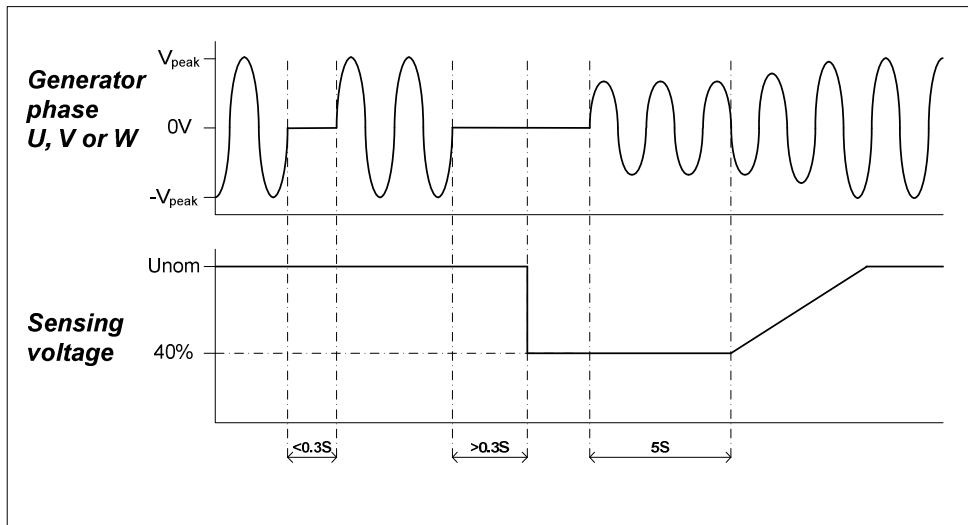 Generator
phase
U, V or W
Vpeak
0V
-Vpeak
Sensing
voltage
Unom
40%
<0.3S
>0.3S
5S